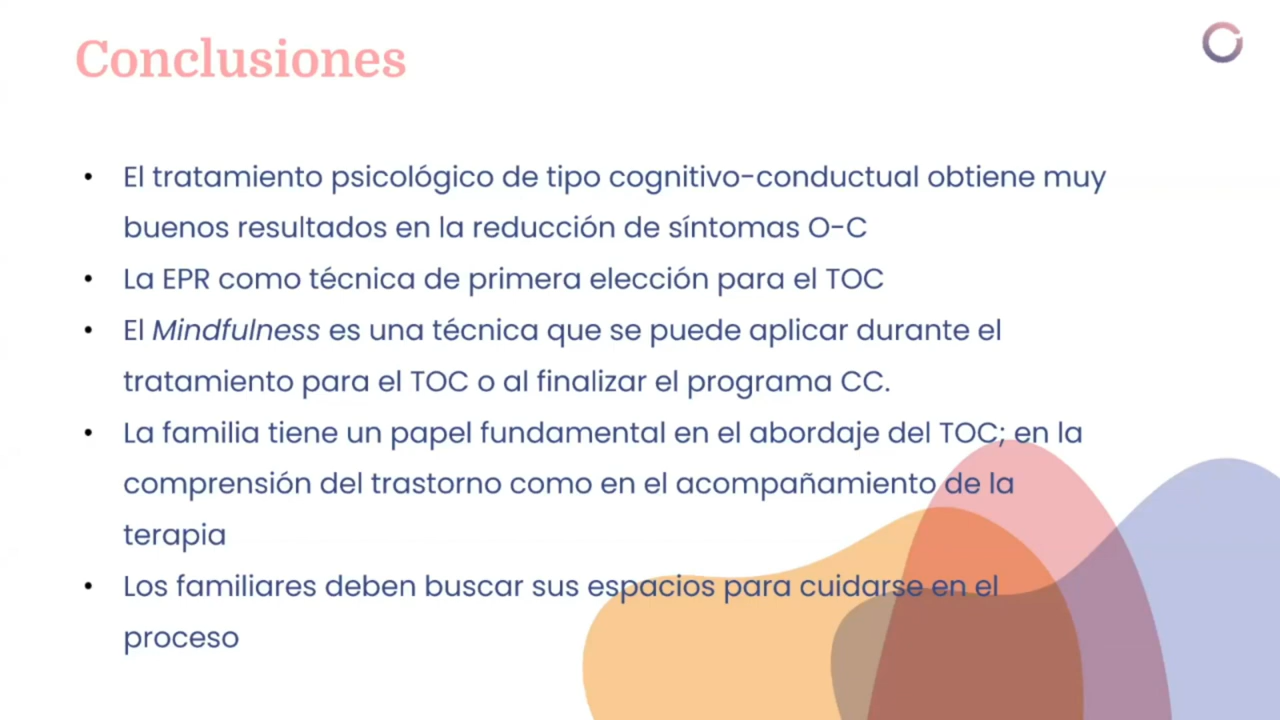 Conclusiones
• El tratamiento psicológico de tipo cognitivo-conductual obtiene muy
buenos resultados en la reducción de síntomas O-C
• La EPR como técnica de primera elección para el TOC
• El Mindfulness es una técnica que se puede aplicar durante el
tratamiento para el TOC o al finalizar el programa CC.
• La familia tiene un papel fundamental en el abordaje del TOC; en la
comprensión del trastorno como en el acompañamiento de la
terapia
• Los familiares deben buscar sus espacios para cuidarse en el
proceso